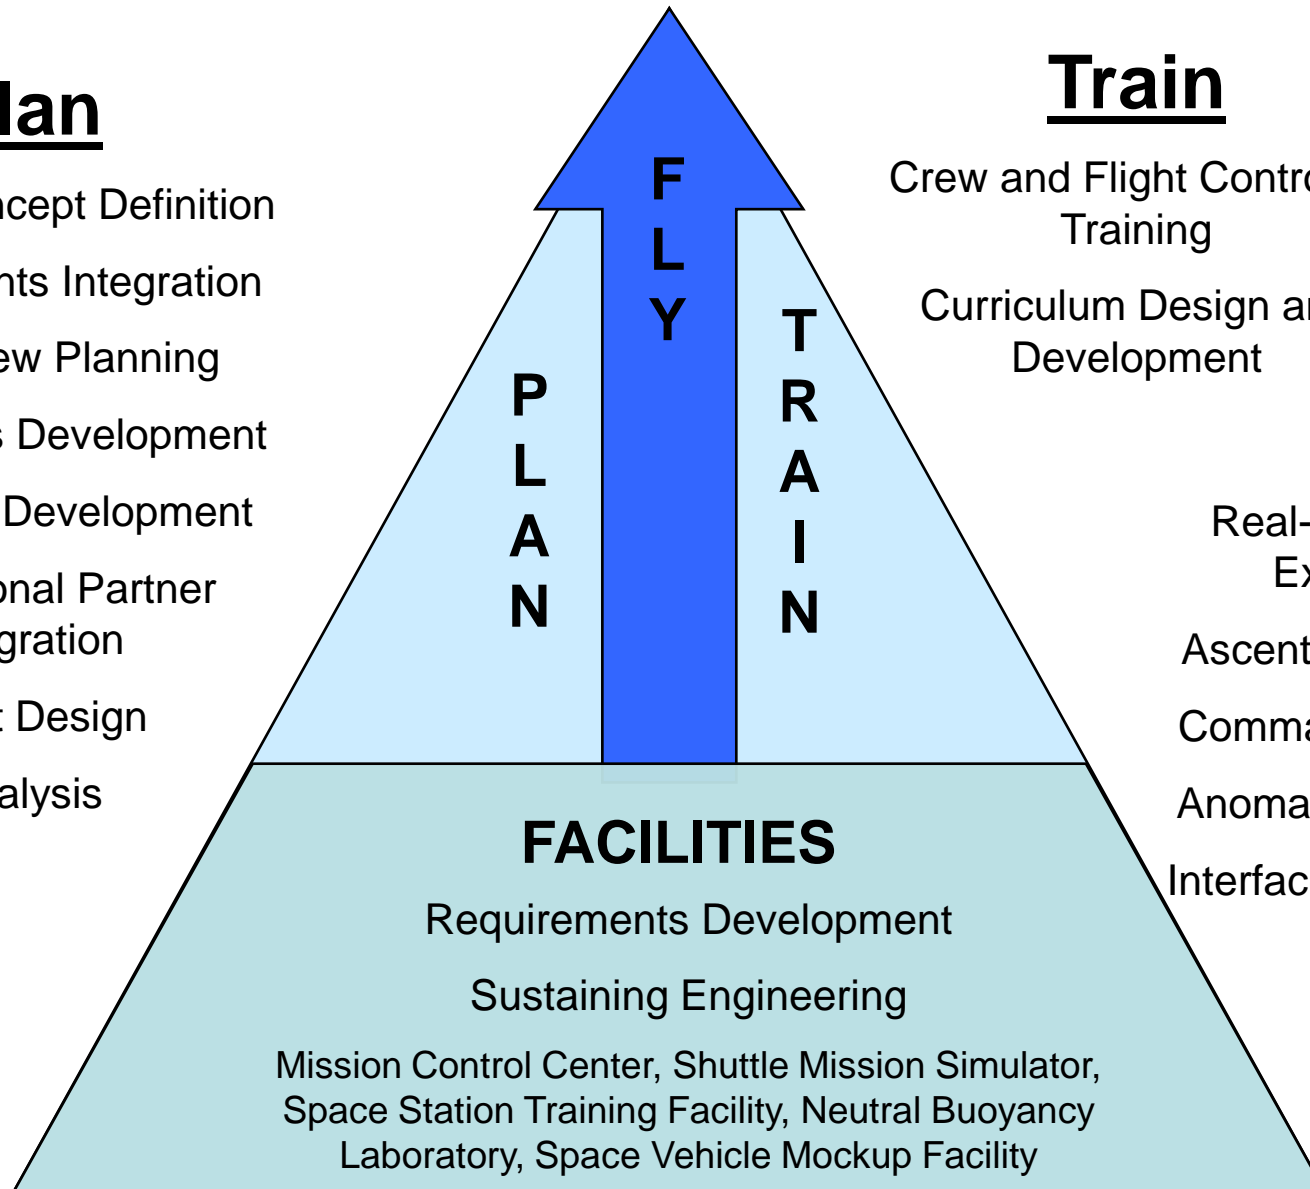 lan
ncept Definition
nts Integration
ew Planning
s Development
Development
onal Partner
gration
t Design
alysis
FLY
PLAN
TRAIN
Train
Crew and Flight Contro
Training
Curriculum Design a
Development
Real-
Ex
Ascent
Comma
Anoma
Interfac
FACILITIES
Requirements Development
Sustaining Engineering
Mission Control Center, Shuttle Mission Simulator,
Space Station Training Facility, Neutral Buoyancy
Laboratory, Space Vehicle Mockup Facility